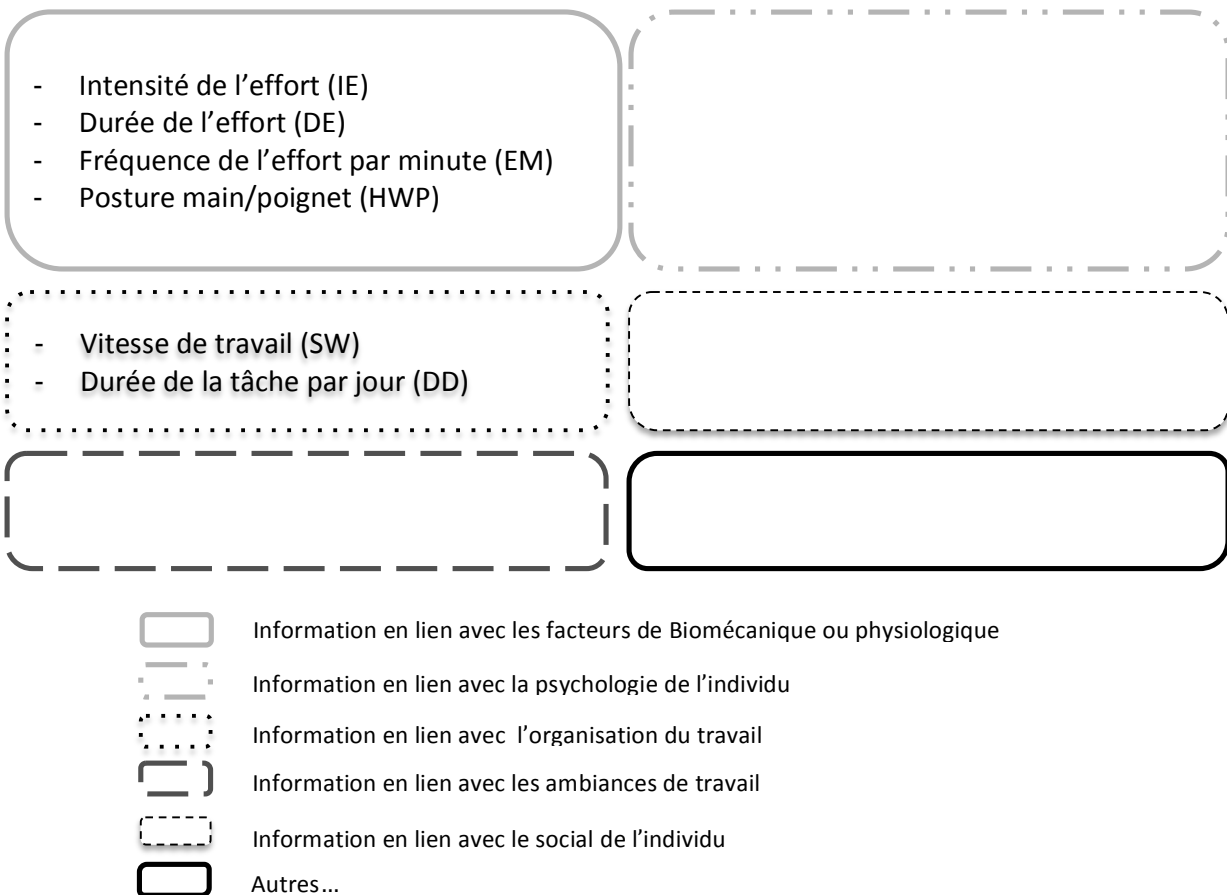 - Intensité de l’effort (IE)
- Durée de l’effort (DE)
- Fréquence de l’effort par minute (EM)
- Posture main/poignet (HWP)
- Vitesse de travail (SW)
- Durée de la tâche par jour (DD)
Information en lien avec les facteurs de Biomécanique ou physiologique
Information en lien avec la psychologie de l’individu
Information en lien avec l’organisation du travail
Information en lien avec les ambiances de travail
Information en lien avec le social de l’individu
Autres...